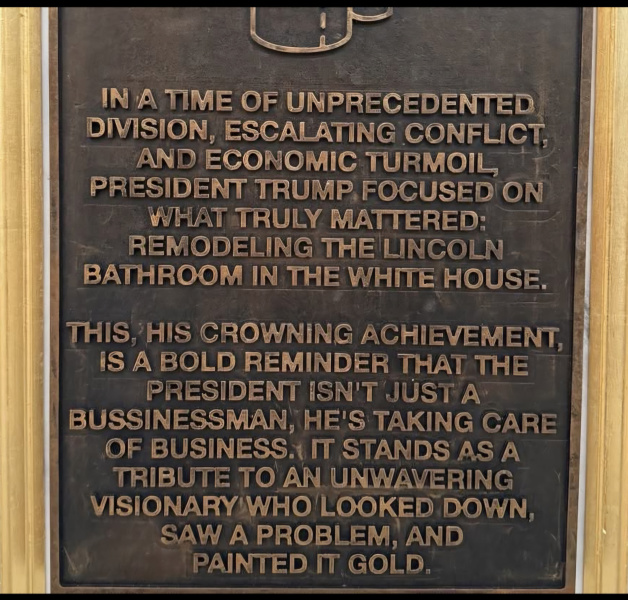 IN A TIME OF UNPRECEDENTED
DIVISION, ESCALATING CONFLICT,
AND ECONOMIC TURMOIL,
PRESIDENT TRUMP FOCUSED ON
WHAT TRULY MATTERED:
REMODELING THE LINCOLN
BATHROOM IN THE WHITE HOUSE.
THIS, HIS CROWNING ACHIEVEMENT,
IS A BOLD REMINDER THAT THE
PRESIDENT ISN'T JUST A
BUSSINESSMAN, HE'S TAKING CARE
OF BUSINESS. IT STANDS AS A
TRIBUTE TO AN UNWAVERING
VISIONARY WHO LOOKED DOWN,
SAW A PROBLEM, AND
PAINTED IT GOLD.